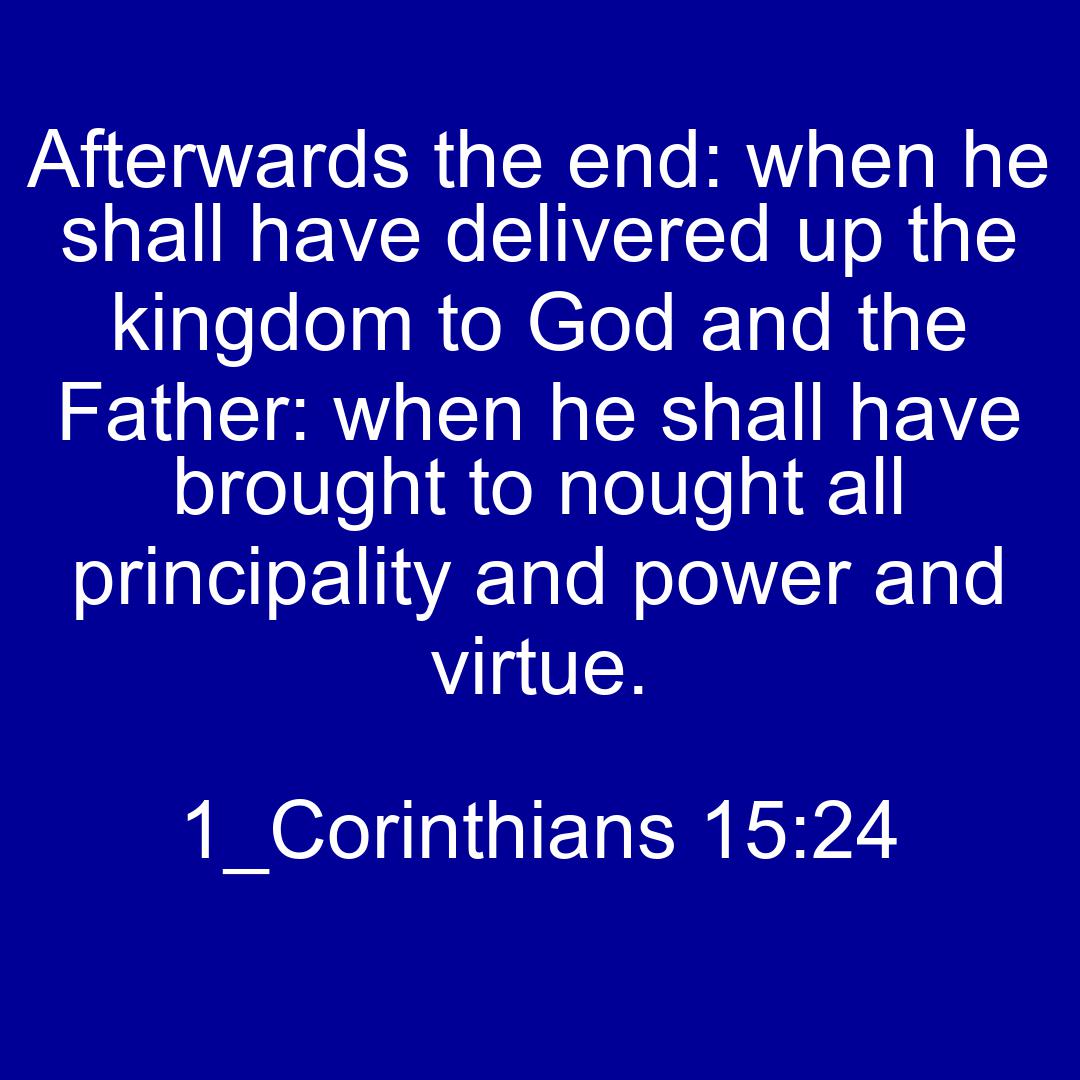 Afterwards the end: when he
shall have delivered up the
kingdom to God and the
Father: when he shall have
brought to nought all
principality and power and
virtue.
1_Corinthians 15:24